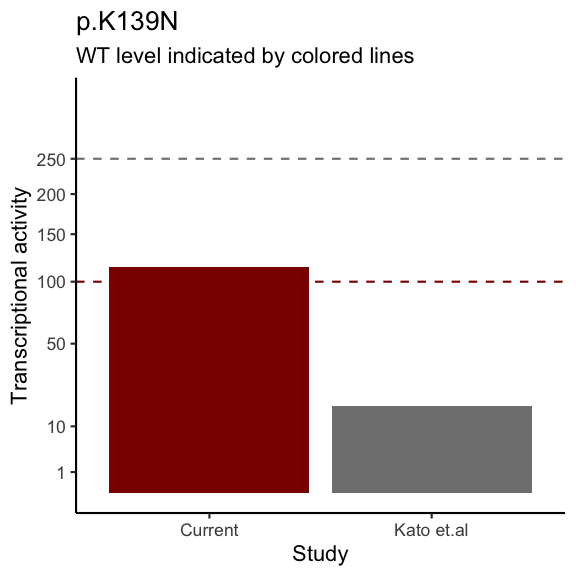 p.K139N
WT level indicated by colored lines
Transcriptional activity
250
200
150
100
50
10
1
Current
Kato et.al
Study